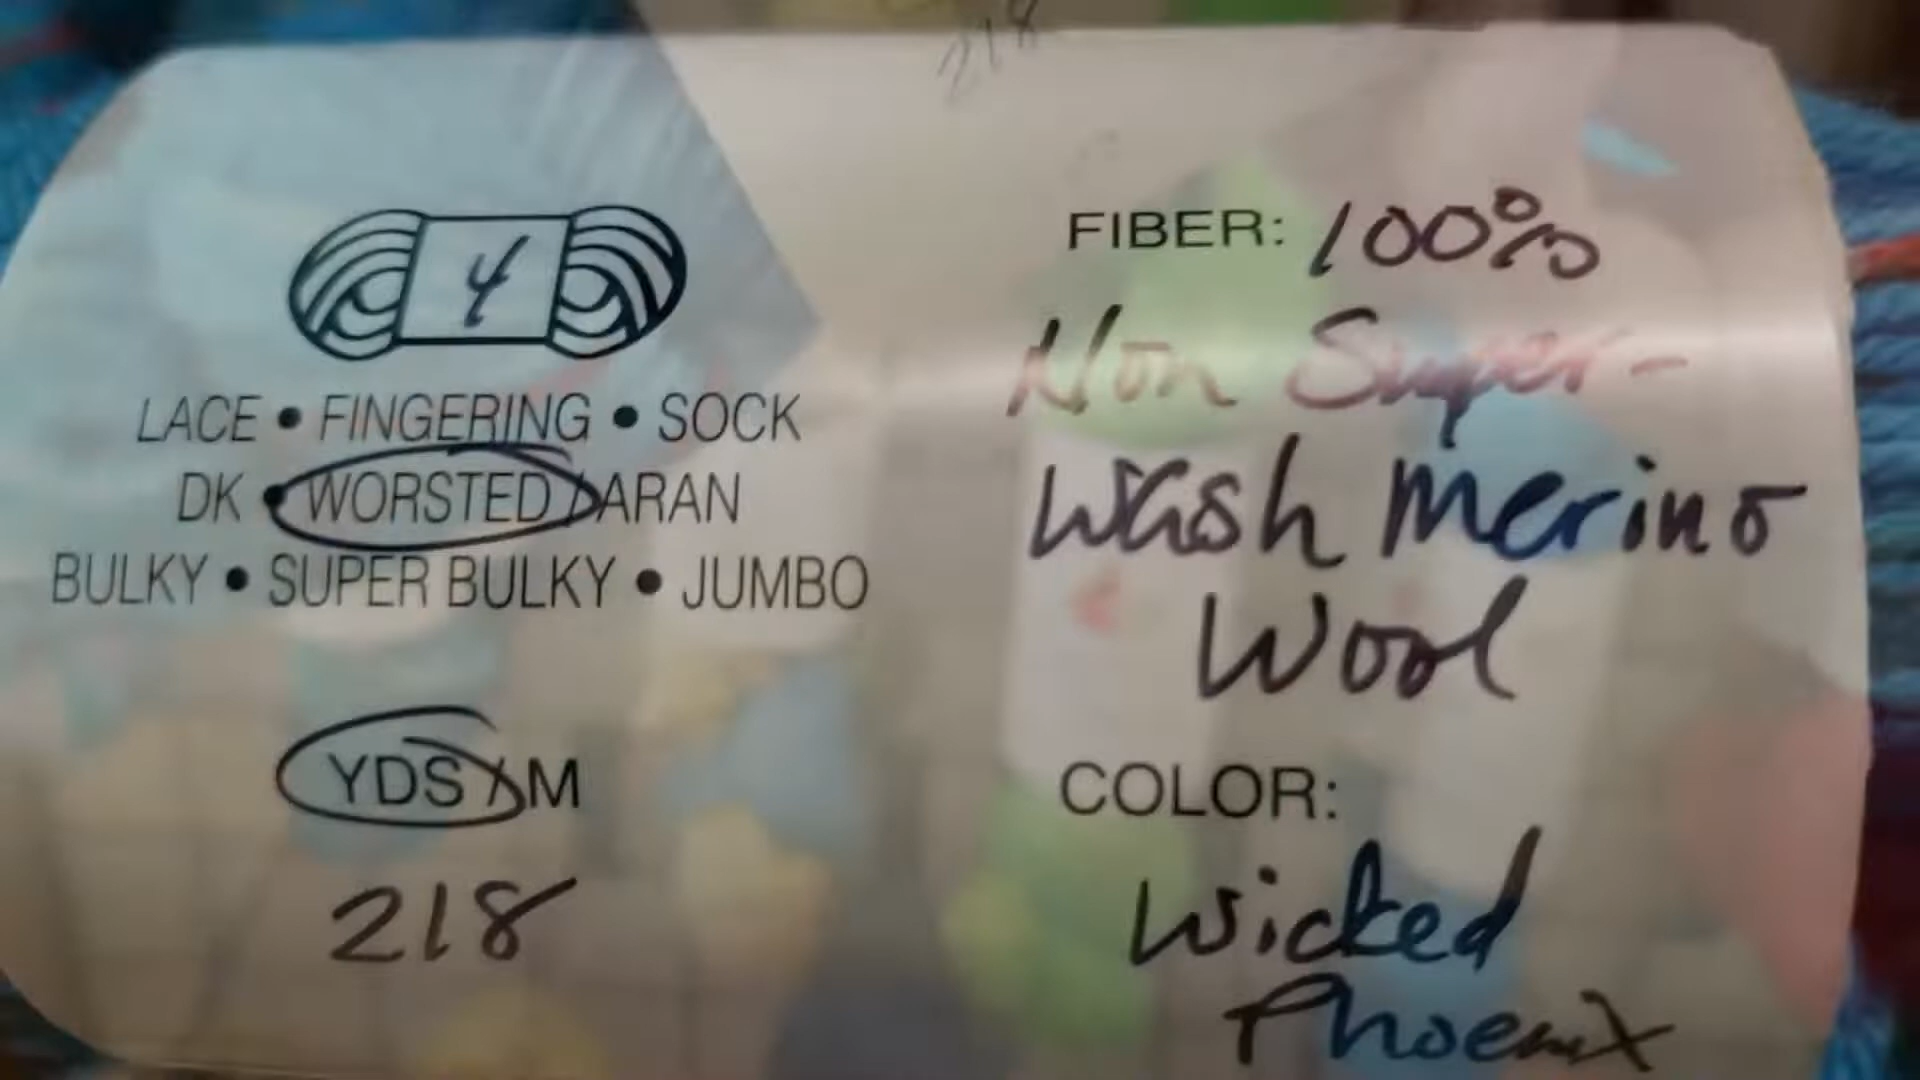 218
4
LACE • FINGERING • SOCK
DK • WORSTED / ARAN
BULKY • SUPER BULKY • JUMBO
YDS / M
218
FIBER: 100%
Non Super-
Wash Merino
Wool
COLOR:
Wicked
Phoenix